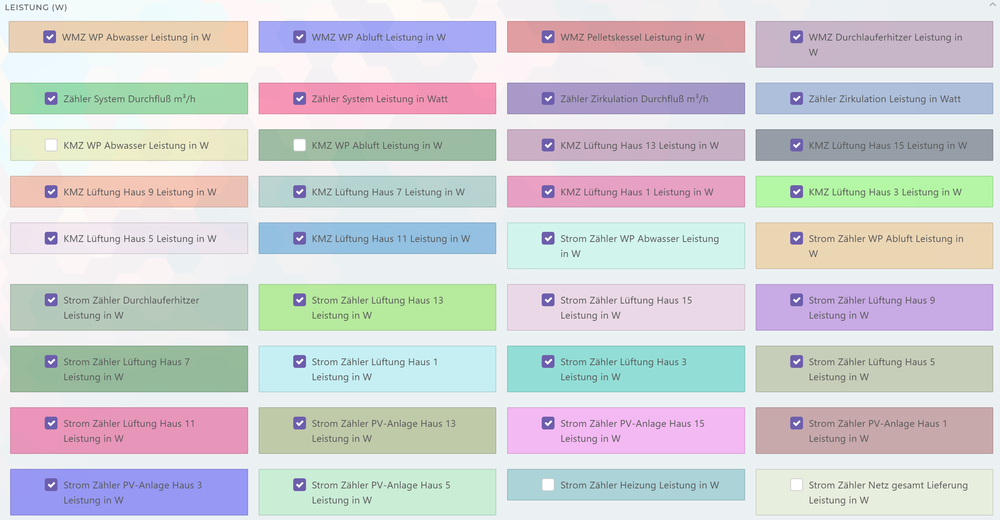 LEISTUNG (W)
WMZ WP Abwasser Leistung in W
WMZ WP Abluft Leistung in W
WMZ Pelletskessel Leistung in W
WMZ Durchlauferhitzer Leistung in
W
Zähler System Durchfluß m³/h
Zähler System Leistung in Watt
Zähler Zirkulation Durchfluß m³/h
Zähler Zirkulation Leistung in Watt
KMZ WP Abwasser Leistung in W
KMZ WP Abluft Leistung in W
KMZ Lüftung Haus 13 Leistung in W
KMZ Lüftung Haus 15 Leistung in W
KMZ Lüftung Haus 9 Leistung in W
KMZ Lüftung Haus 7 Leistung in W
KMZ Lüftung Haus 1 Leistung in W
KMZ Lüftung Haus 3 Leistung in W
KMZ Lüftung Haus 5 Leistung in W
KMZ Lüftung Haus 11 Leistung in W
Strom Zähler WP Abwasser Leistung
in W
Strom Zähler WP Abluft Leistung in
W
Strom Zähler Durchlauferhitzer
Leistung in W
Strom Zähler Lüftung Haus 13
Leistung in W
Strom Zähler Lüftung Haus 15
Leistung in W
Strom Zähler Lüftung Haus 9
Leistung in W
Strom Zähler Lüftung Haus 7
Leistung in W
Strom Zähler Lüftung Haus 1
Leistung in W
Strom Zähler Lüftung Haus 3
Leistung in W
Strom Zähler Lüftung Haus 5
Leistung in W
Strom Zähler Lüftung Haus 11
Leistung in W
Strom Zähler PV-Anlage Haus 13
Leistung in W
Strom Zähler PV-Anlage Haus 15
Leistung in W
Strom Zähler PV-Anlage Haus 1
Leistung in W
Strom Zähler PV-Anlage Haus 3
Leistung in W
Strom Zähler PV-Anlage Haus 5
Leistung in W
Strom Zähler Heizung Leistung in W
Strom Zähler Netz gesamt Lieferung
Leistung in W